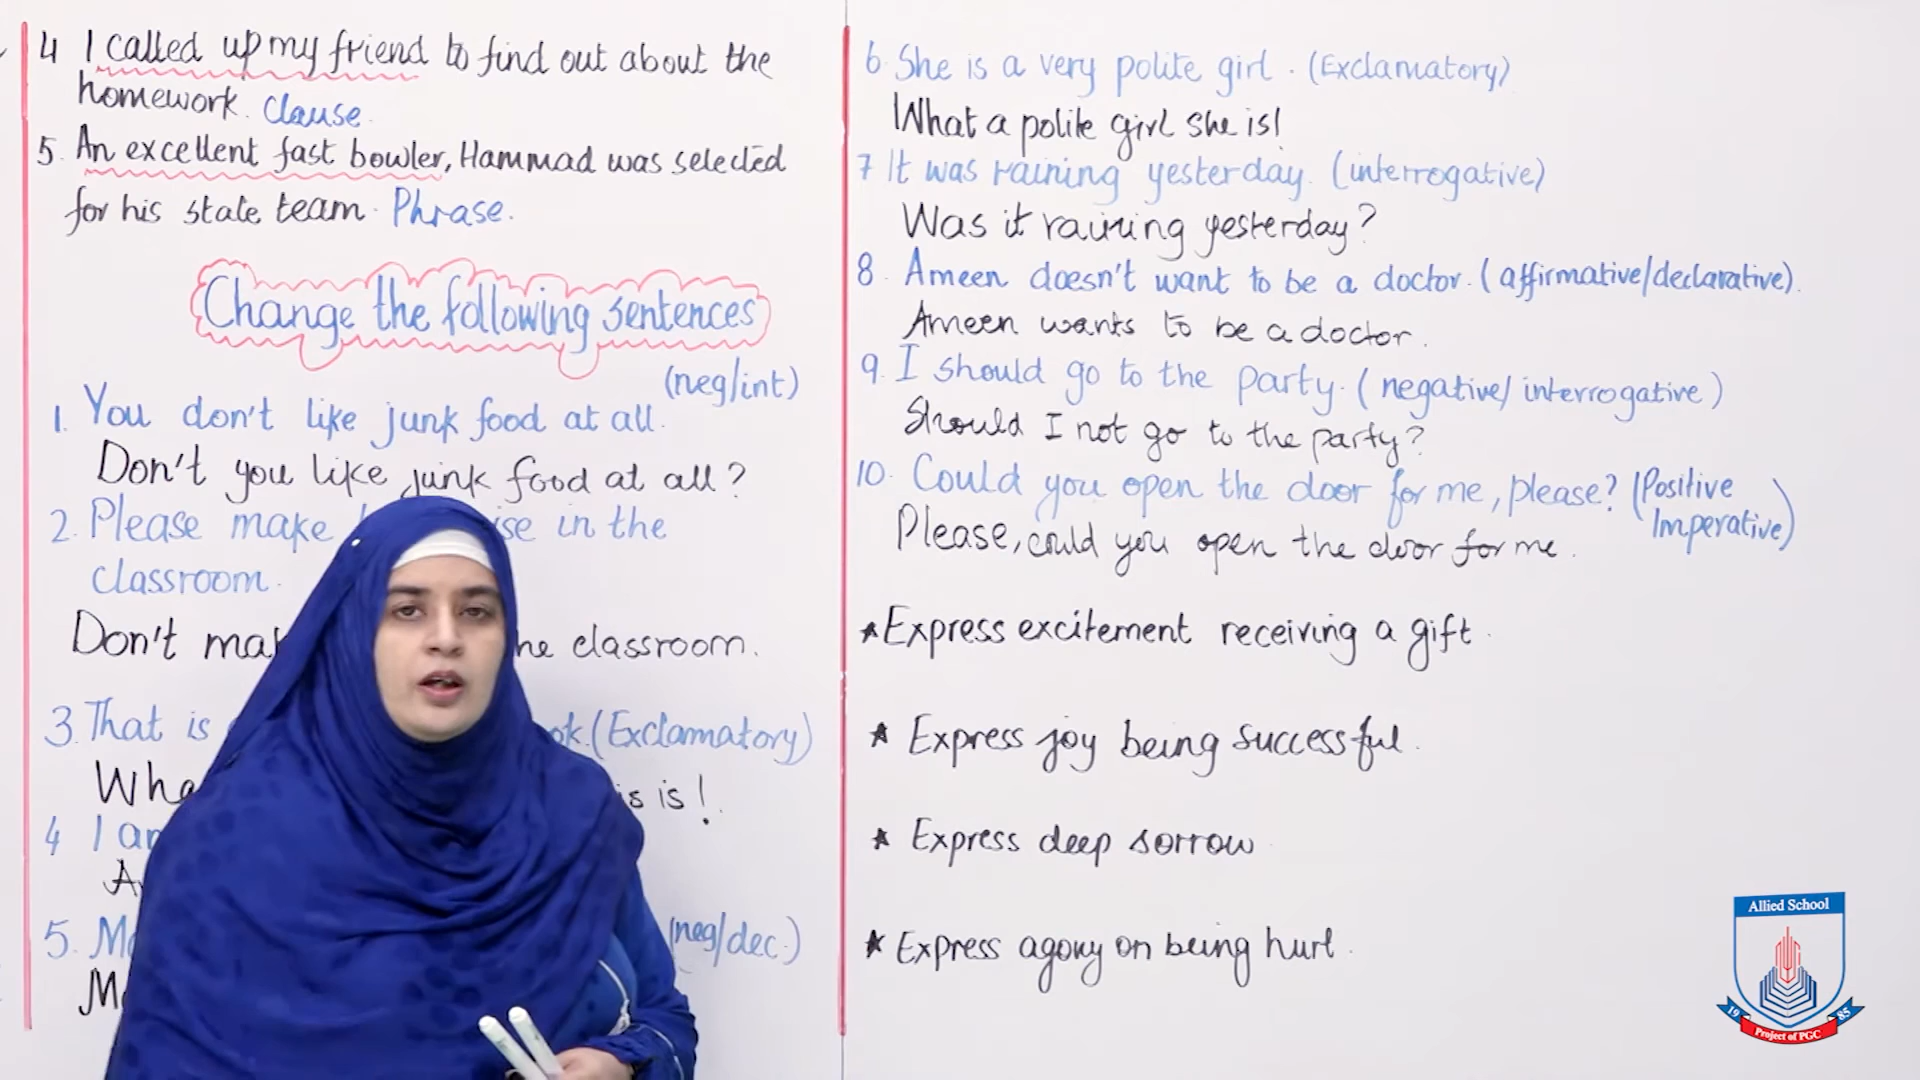 4 I called up my friend to find out about the
homework. Clause.
5. An excellent fast bowler, Hammad was selected
for his state team. Phrase.
Change the following sentences
(neg/int)
1. You don't like junk food at all.
Don't you like junk food at all?
2. Please make in the
classroom.
Don't classroom.
3. That is (Exclamatory)
is!
4 I
5. (neg/dec.)
6. She is a very polite girl. (Exclamatory)
What a polite girl she is!
7 It was raining yesterday. (interrogative)
Was it raining yesterday?
8. Ameen doesn't want to be a doctor. (affirmative/declarative).
Ameen wants to be a doctor.
9. I should go to the party. (negative/interrogative)
Should I not go to the party?
10. Could you open the door for me, please? (Positive
Imperative)
Please, could you open the door for me.
★ Express excitement receiving a gift.
★ Express joy being successful.
★ Express deep sorrow
★ Express agony on being hurt.
Allied School
19 85
Project of PGC